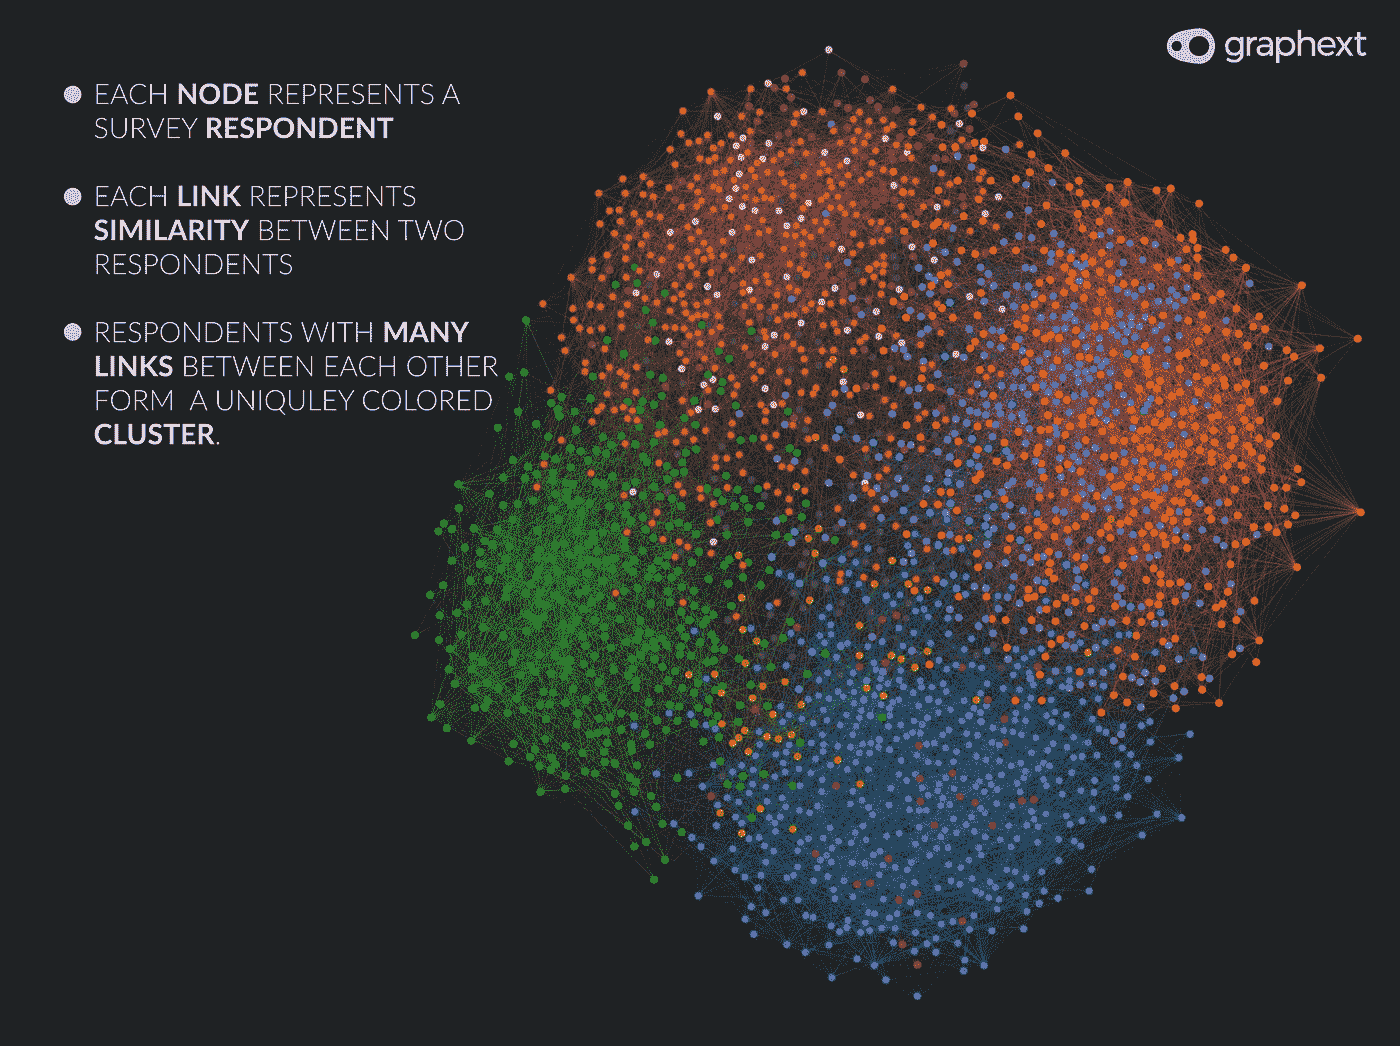 graphext
EACH NODE REPRESENTS A
SURVEY RESPONDENT
EACH LINK REPRESENTS
SIMILARITY BETWEEN TWO
RESPONDENTS
RESPONDENTS WITH MANY
LINKS BETWEEN EACH OTHER
FORM A UNIQULEY COLORED
CLUSTER.